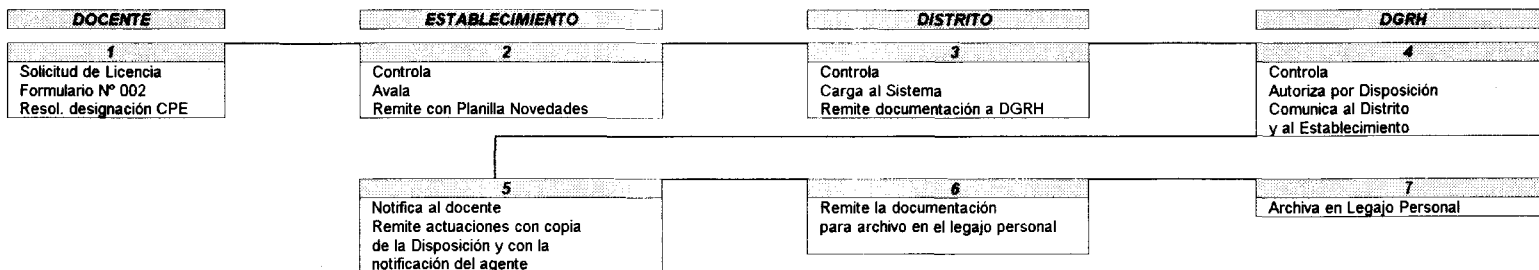 DOCENTE
ESTABLECIMIENTO
DISTRITO
DGRH
1
Solicitud de Licencia
Formulario Nº 002
Resol. designación CPE
2
Controla
Avala
Remite con Planilla Novedades
3
Controla
Carga al Sistema
Remite documentación a DGRH
4
Controla
Autoriza por Disposición
Comunica al Distrito
y al Establecimiento
5
Notifica al docente
Remite actuaciones con copia
de la Disposición y con la
notificación del agente
6
Remite la documentación
para archivo en el legajo personal
7
Archiva en Legajo Personal